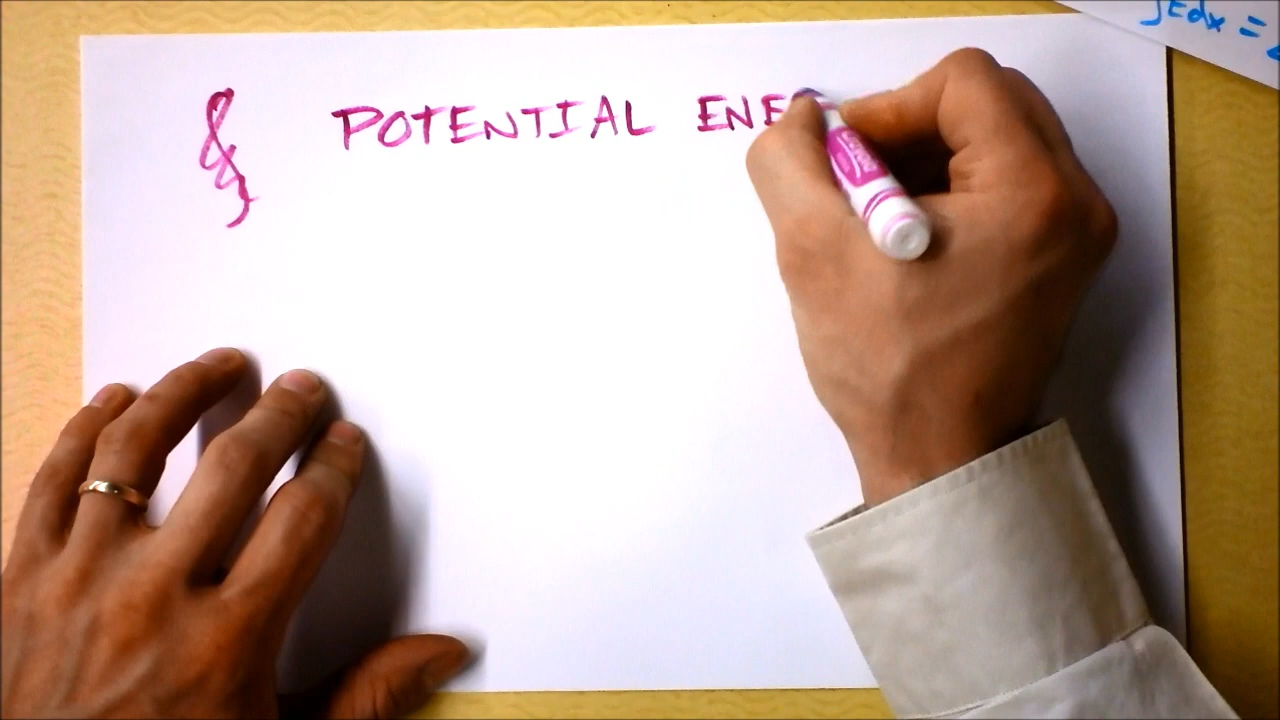 POTENTIAL ENE
∫Edx =